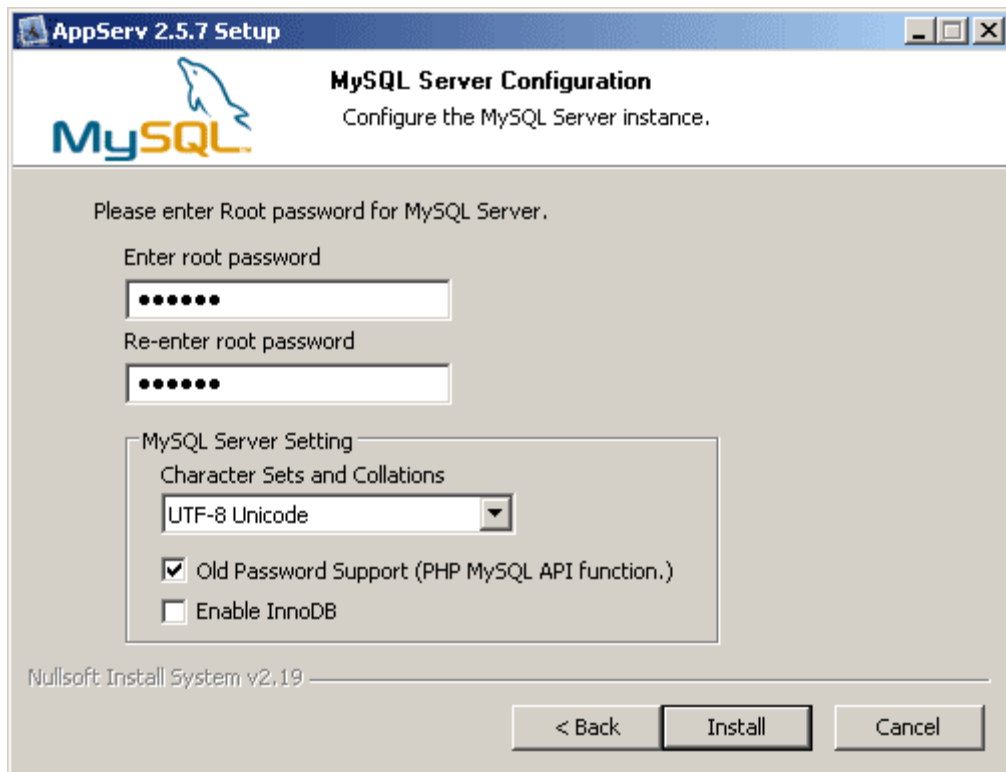 AppServ 2.5.7 Setup
MySQL™
MySQL Server Configuration
Configure the MySQL Server instance.
Please enter Root password for MySQL Server.
Enter root password
••••••
Re-enter root password
••••••
MySQL Server Setting
Character Sets and Collations
UTF-8 Unicode
Old Password Support (PHP MySQL API function.)
Enable InnoDB
Nullsoft Install System v2.19
< Back Install Cancel